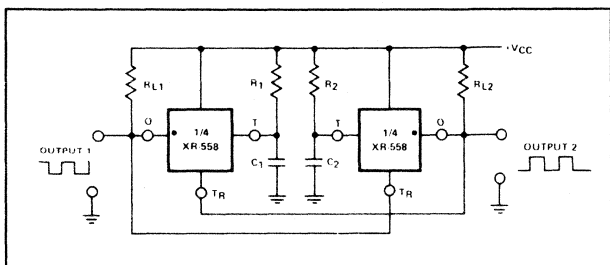 +VCC
RL1
R1
R2
RL2
O
1/4
XR-558
T
T
1/4
XR-558
O
OUTPUT 1
C1
C2
OUTPUT 2
TR
TR